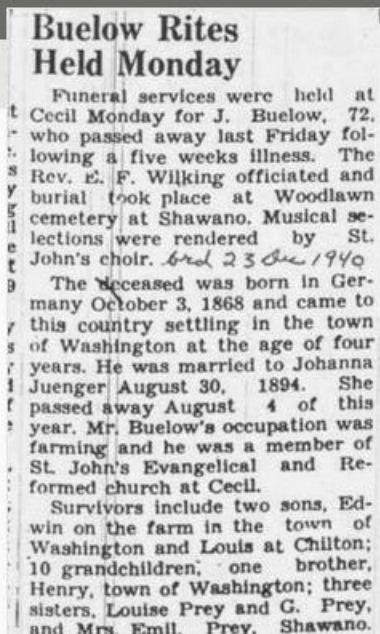 Buelow Rites
Held Monday
Funeral services were held at
Cecil Monday for J. Buelow, 72,
who passed away last Friday fol-
lowing a five weeks illness. The
Rev. E. F. Wilking officiated and
burial took place at Woodlawn
cemetery at Shawano. Musical se-
lections were rendered by St.
John's choir. brd 23 Dec 1940
The deceased was born in Ger-
many October 3, 1868 and came to
this country settling in the town
of Washington at the age of four
years. He was married to Johanna
Juenger August 30, 1894. She
passed away August 4 of this
year. Mr. Buelow's occupation was
farming and he was a member of
St. John's Evangelical and Re-
formed church at Cecil.
Survivors include two sons, Ed-
win on the farm in the town of
Washington and Louis at Chilton;
10 grandchildren; one brother,
Henry, town of Washington; three
sisters, Louise Prey and G. Prey,
and Mrs. Emil Prey, Shawano.